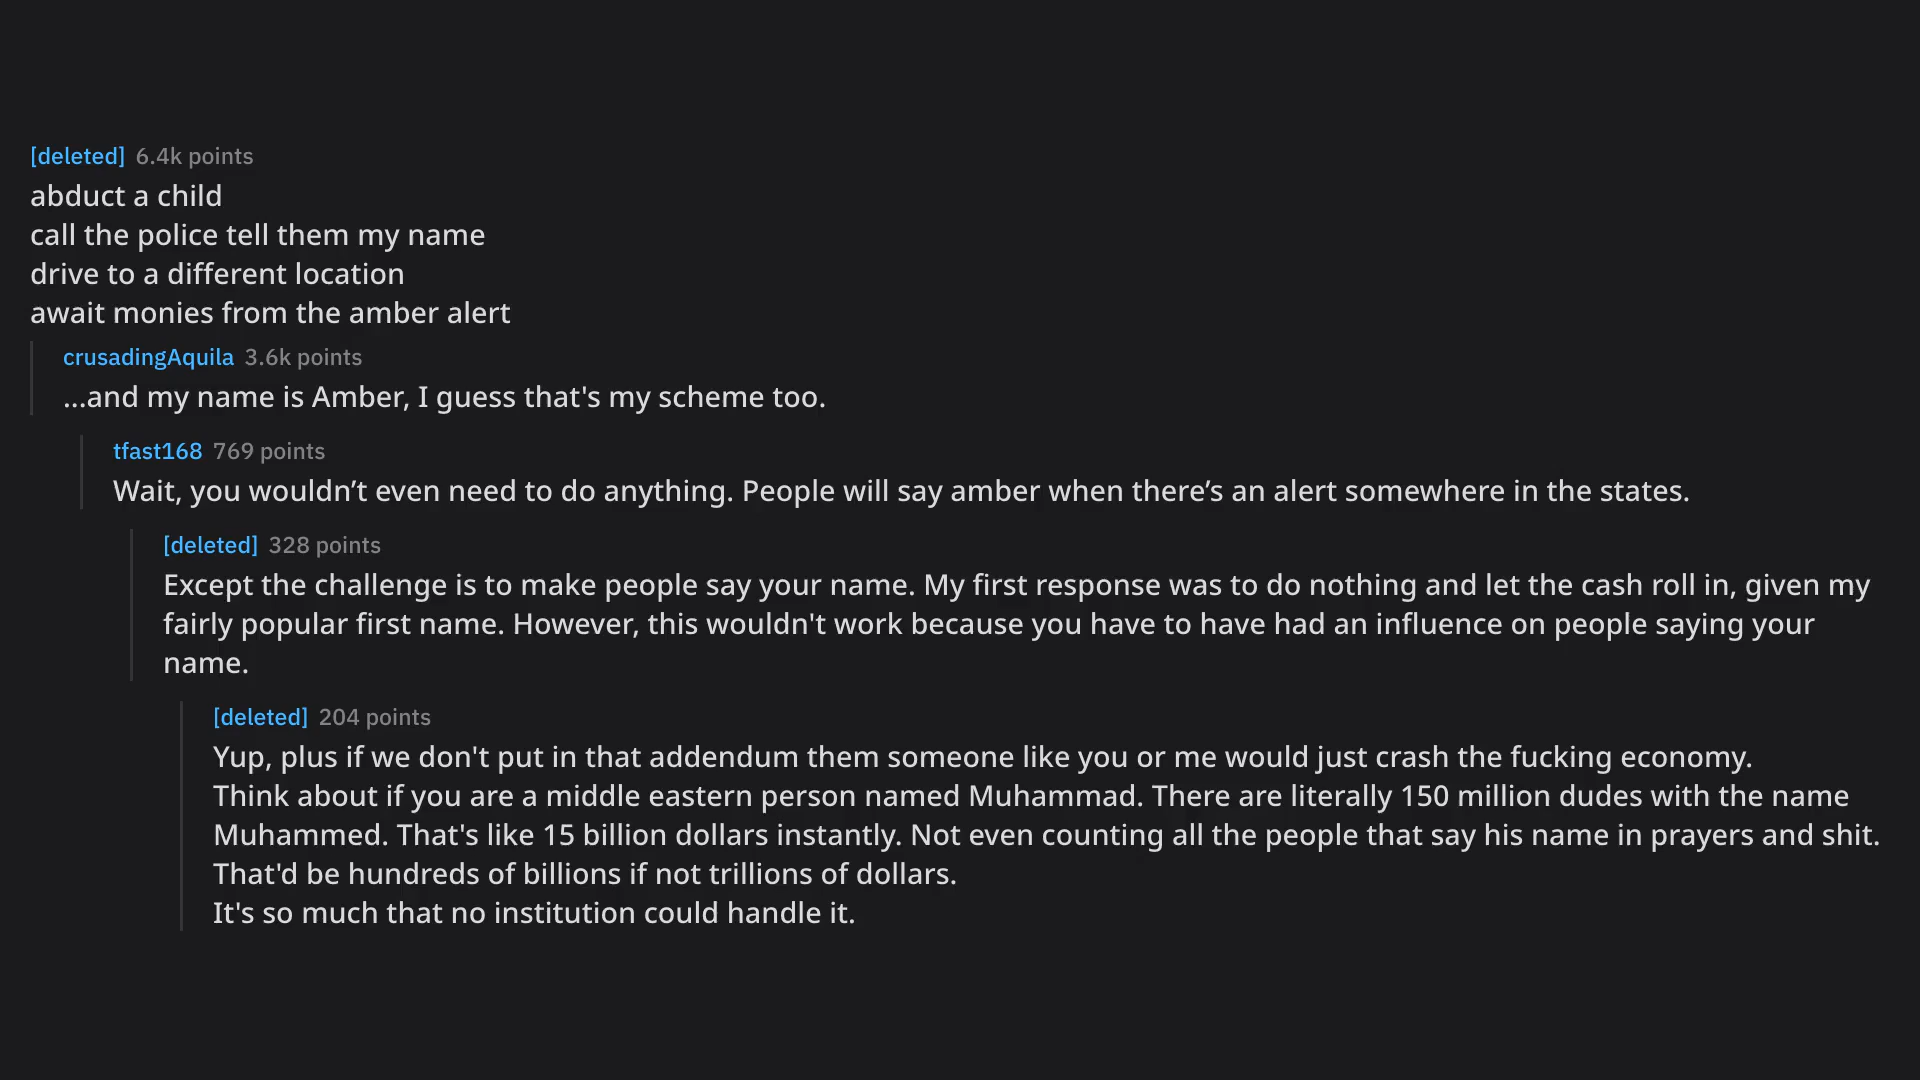 [deleted] 6.4k points
abduct a child
call the police tell them my name
drive to a different location
await monies from the amber alert
crusadingAquila 3.6k points
...and my name is Amber, I guess that's my scheme too.
tfast168 769 points
Wait, you wouldn’t even need to do anything. People will say amber when there’s an alert somewhere in the states.
[deleted] 328 points
Except the challenge is to make people say your name. My first response was to do nothing and let the cash roll in, given my
fairly popular first name. However, this wouldn't work because you have to have had an influence on people saying your
name.
[deleted] 204 points
Yup, plus if we don't put in that addendum them someone like you or me would just crash the fucking economy.
Think about if you are a middle eastern person named Muhammad. There are literally 150 million dudes with the name
Muhammed. That's like 15 billion dollars instantly. Not even counting all the people that say his name in prayers and shit.
That'd be hundreds of billions if not trillions of dollars.
It's so much that no institution could handle it.